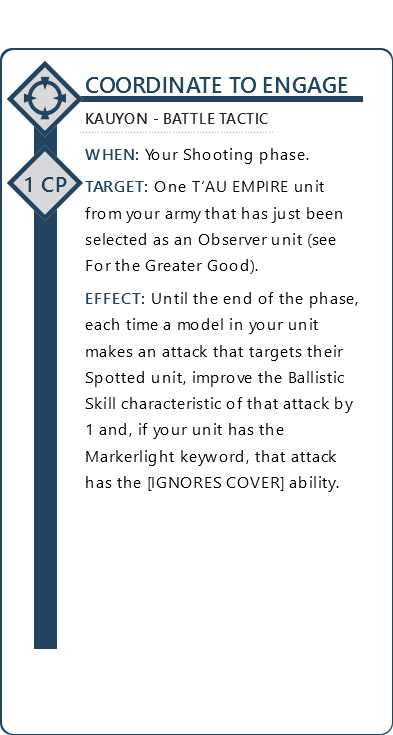 COORDINATE TO ENGAGE
KAUYON - BATTLE TACTIC
WHEN: Your Shooting phase.
1 CP
TARGET: One T'AU EMPIRE unit
from your army that has just been
selected as an Observer unit (see
For the Greater Good).
EFFECT: Until the end of the phase,
each time a model in your unit
makes an attack that targets their
Spotted unit, improve the Ballistic
Skill characteristic of that attack by
1 and, if your unit has the
Markerlight keyword, that attack
has the [IGNORES COVER] ability.